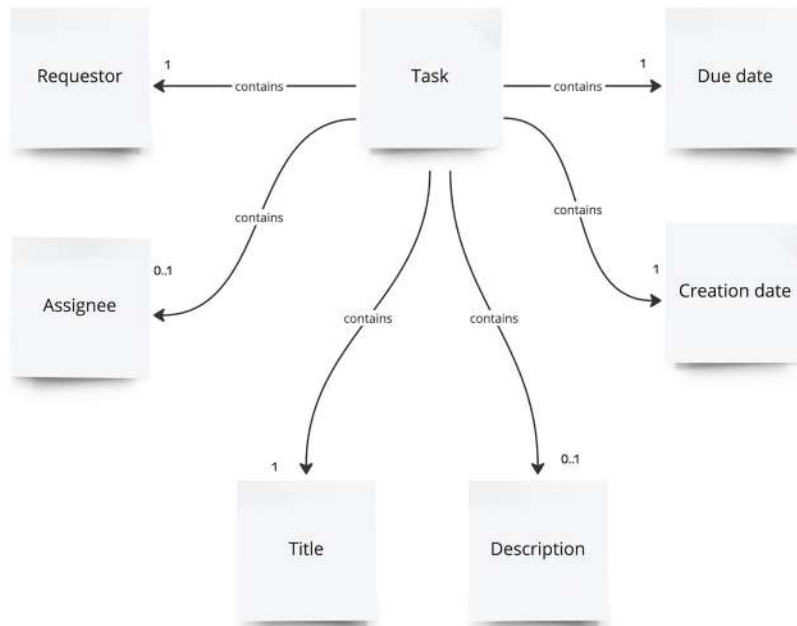 Requestor
1
contains
Task
contains
1
Due date
contains
contains
0..1
1
Assignee
Creation date
contains
contains
1
0..1
Title
Description